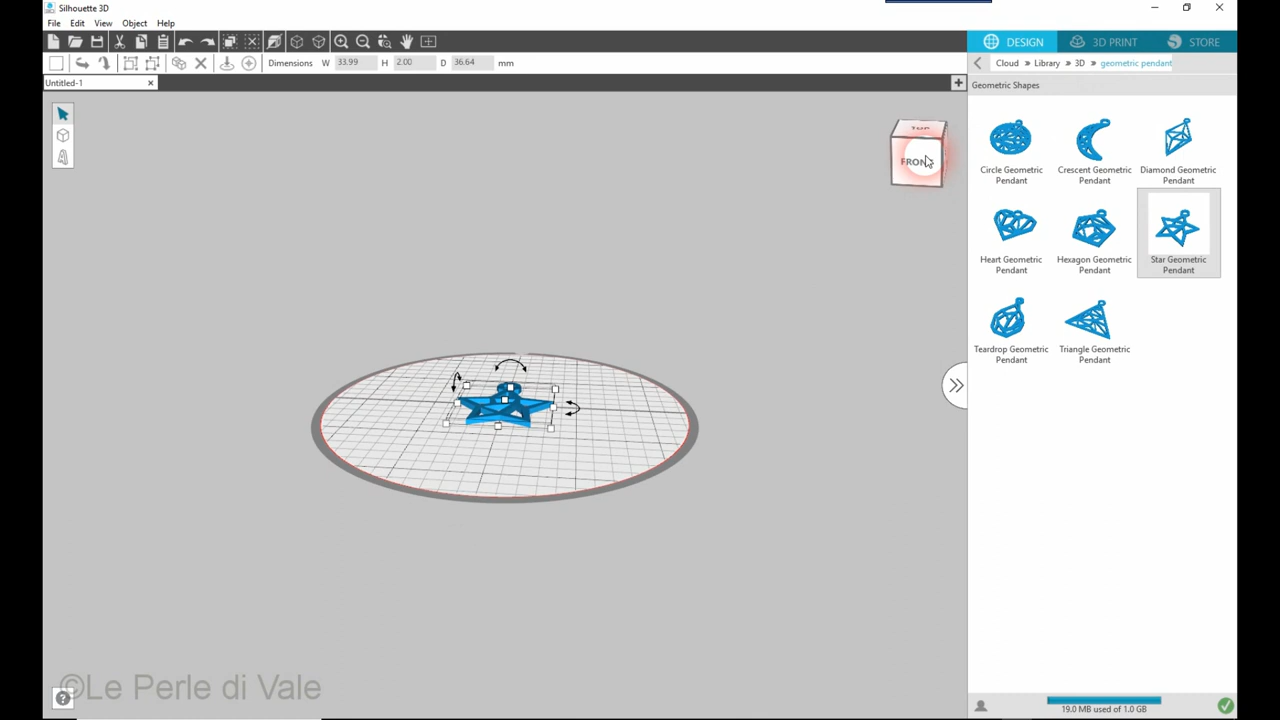 Silhouette 3D
File Edit View Object Help
DESIGN 3D PRINT STORE
Dimensions W 33.99 H 2.00 D 36.64 mm
Cloud » Library » 3D » geometric pendant
Untitled-1
Geometric Shapes
TOP
FRONT
Circle Geometric
Pendant
Crescent Geometric
Pendant
Diamond Geometric
Pendant
Heart Geometric
Pendant
Hexagon Geometric
Pendant
Star Geometric
Pendant
Teardrop Geometric
Pendant
Triangle Geometric
Pendant
©Le Perle di Vale
19.0 MB used of 1.0 GB